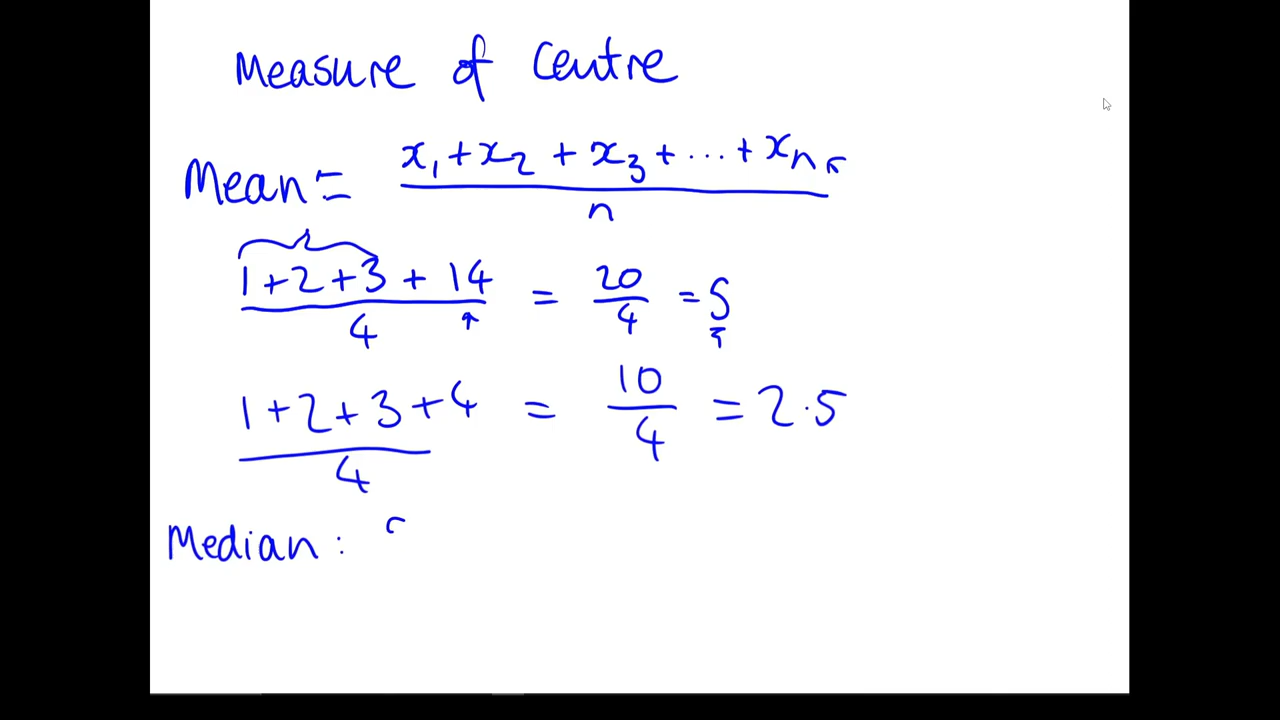 Measure of Centre
Mean = x₁ + x₂ + x₃ + ... + xₙ
n
1 + 2 + 3 + 14 = 20 = 5
4 4
1 + 2 + 3 + 4 = 10 = 2.5
4 4
Median :